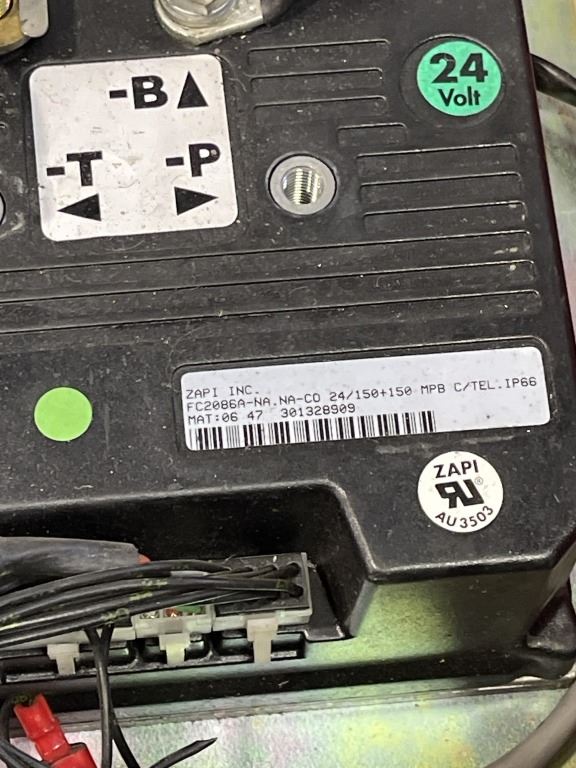 24
Volt
-B▲
-T -P
◀ ▶
ZAPI INC.
FC2086A-NA.NA-CO 24/150+150 MPB C/TEL.IP66
MAT:06 47 301328909
ZAPI
RU®
AU3503